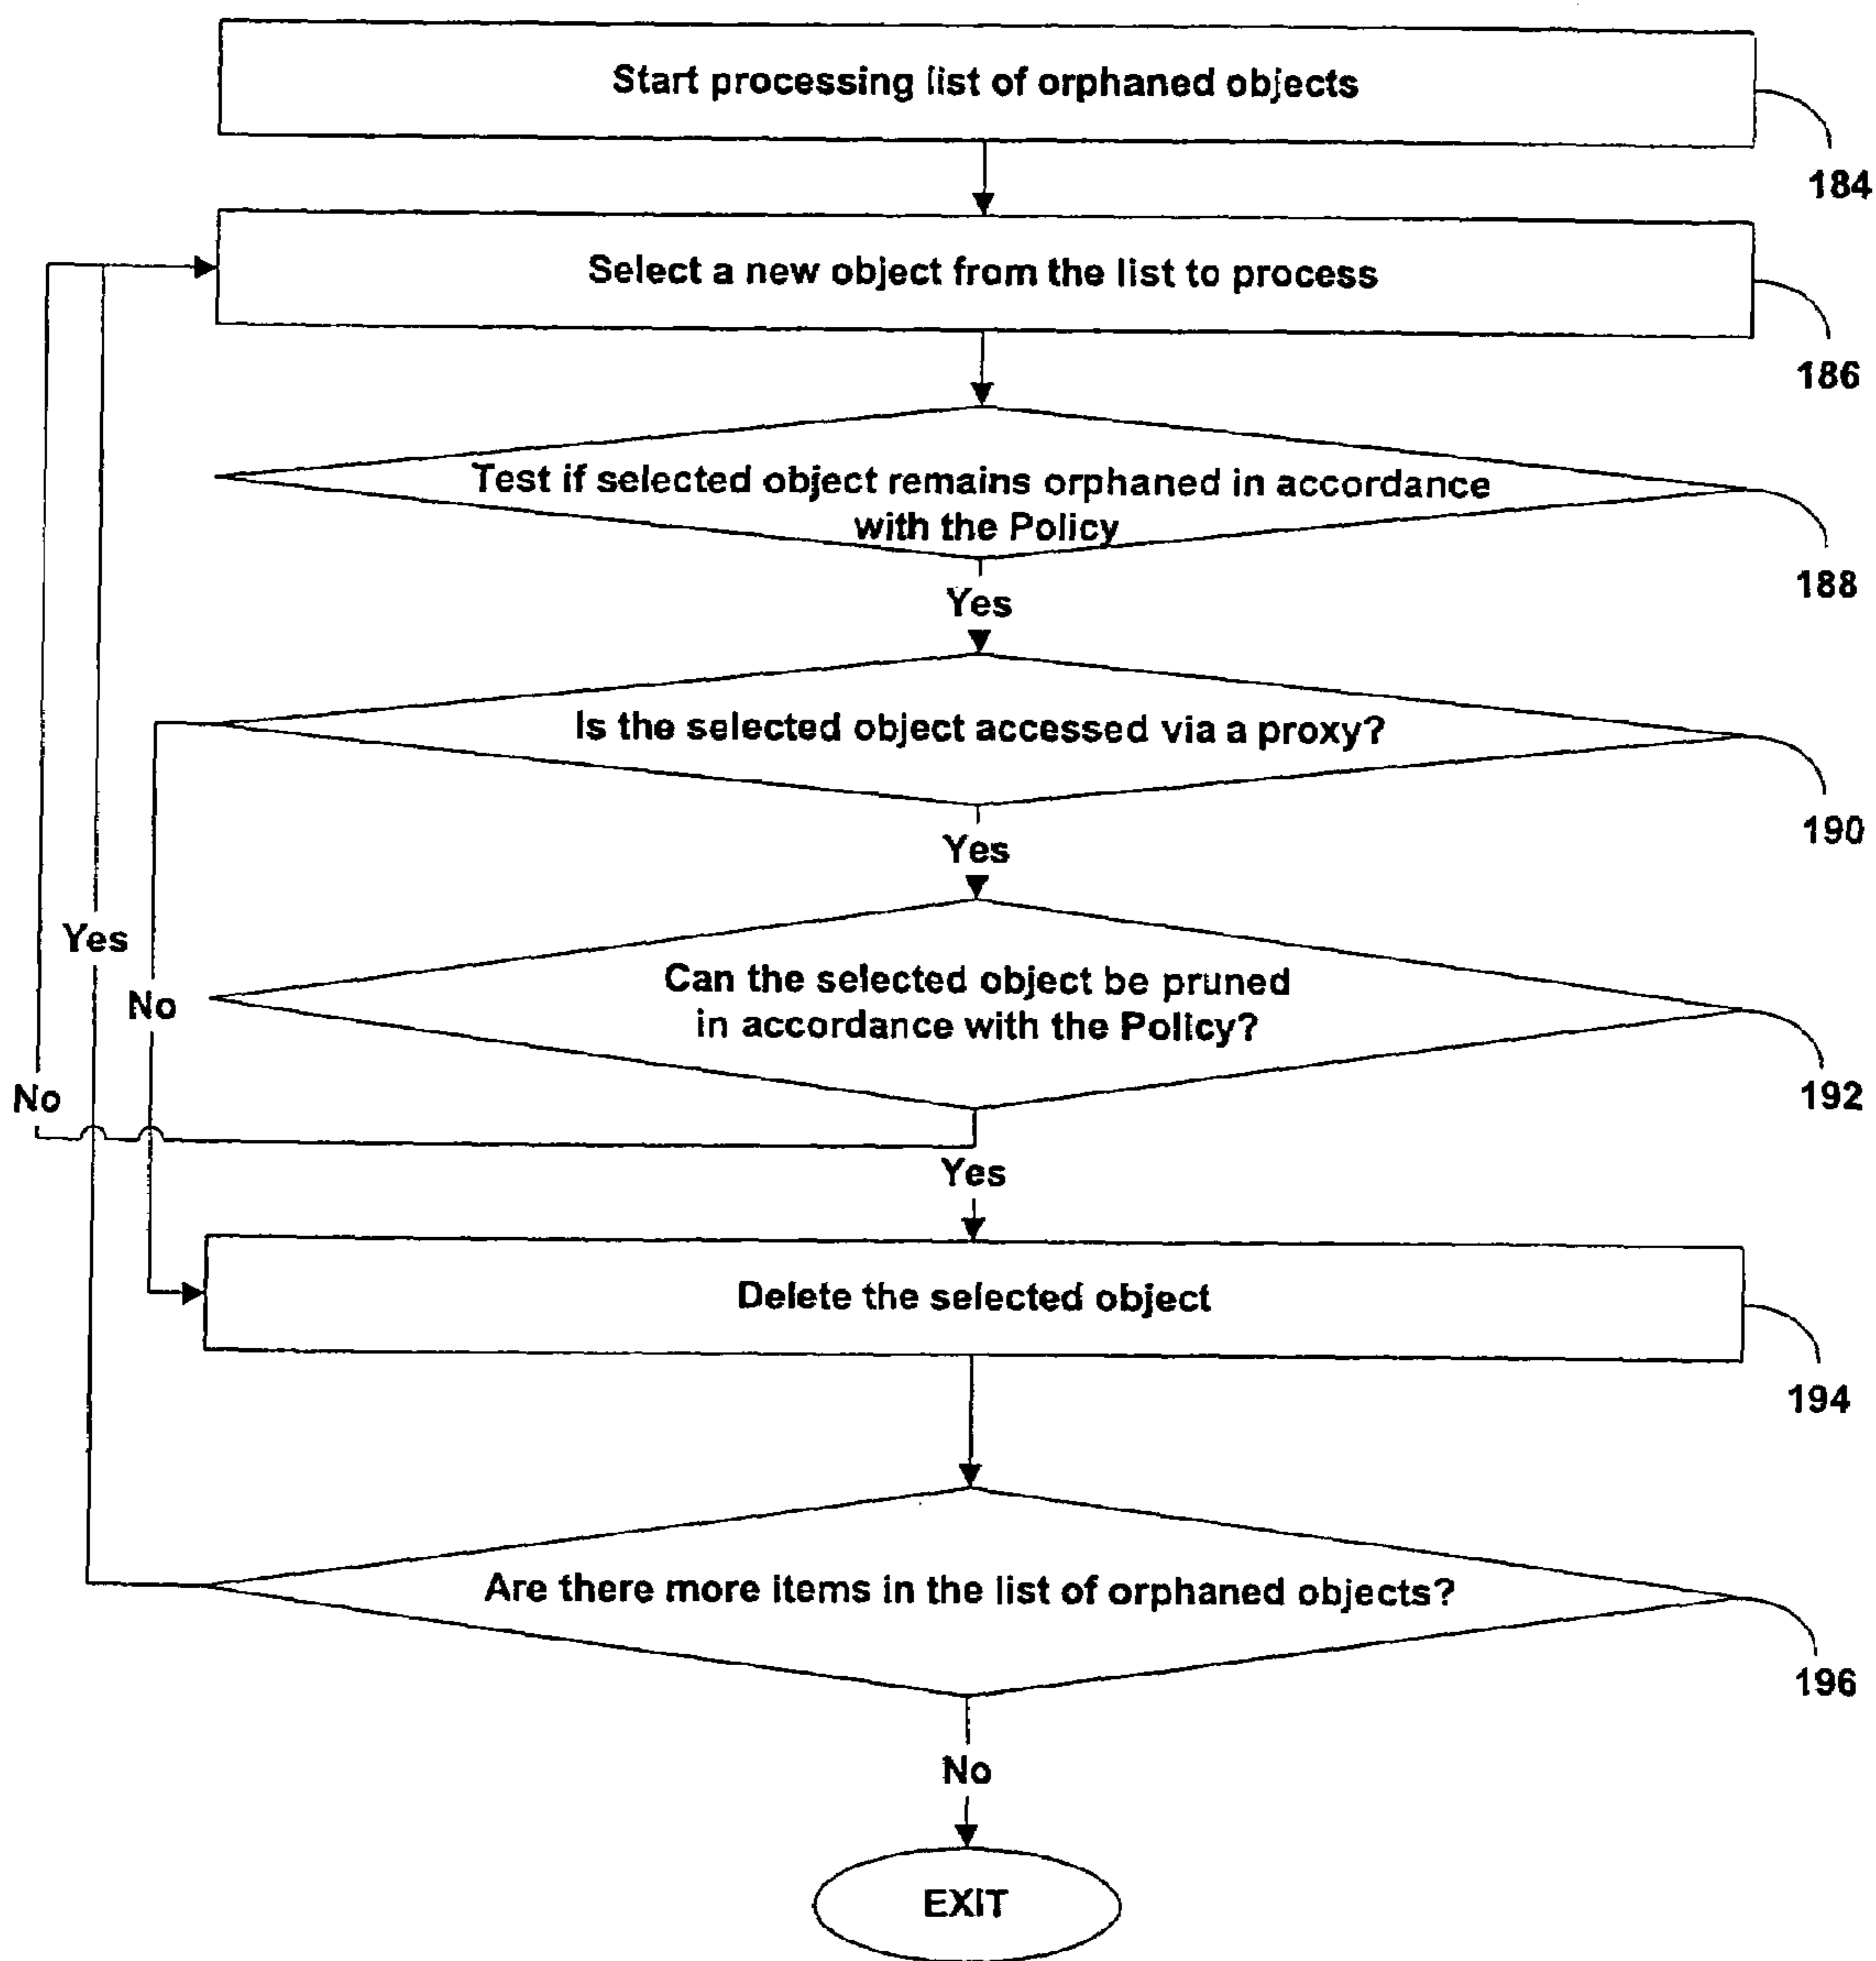 Start processing list of orphaned objects
184
Select a new object from the list to process
186
Test if selected object remains orphaned in accordance
with the Policy
188
Yes
Is the selected object accessed via a proxy?
190
Yes
Yes
Can the selected object be pruned
in accordance with the Policy?
No
No
192
Yes
Delete the selected object
194
Are there more items in the list of orphaned objects?
196
No
EXIT